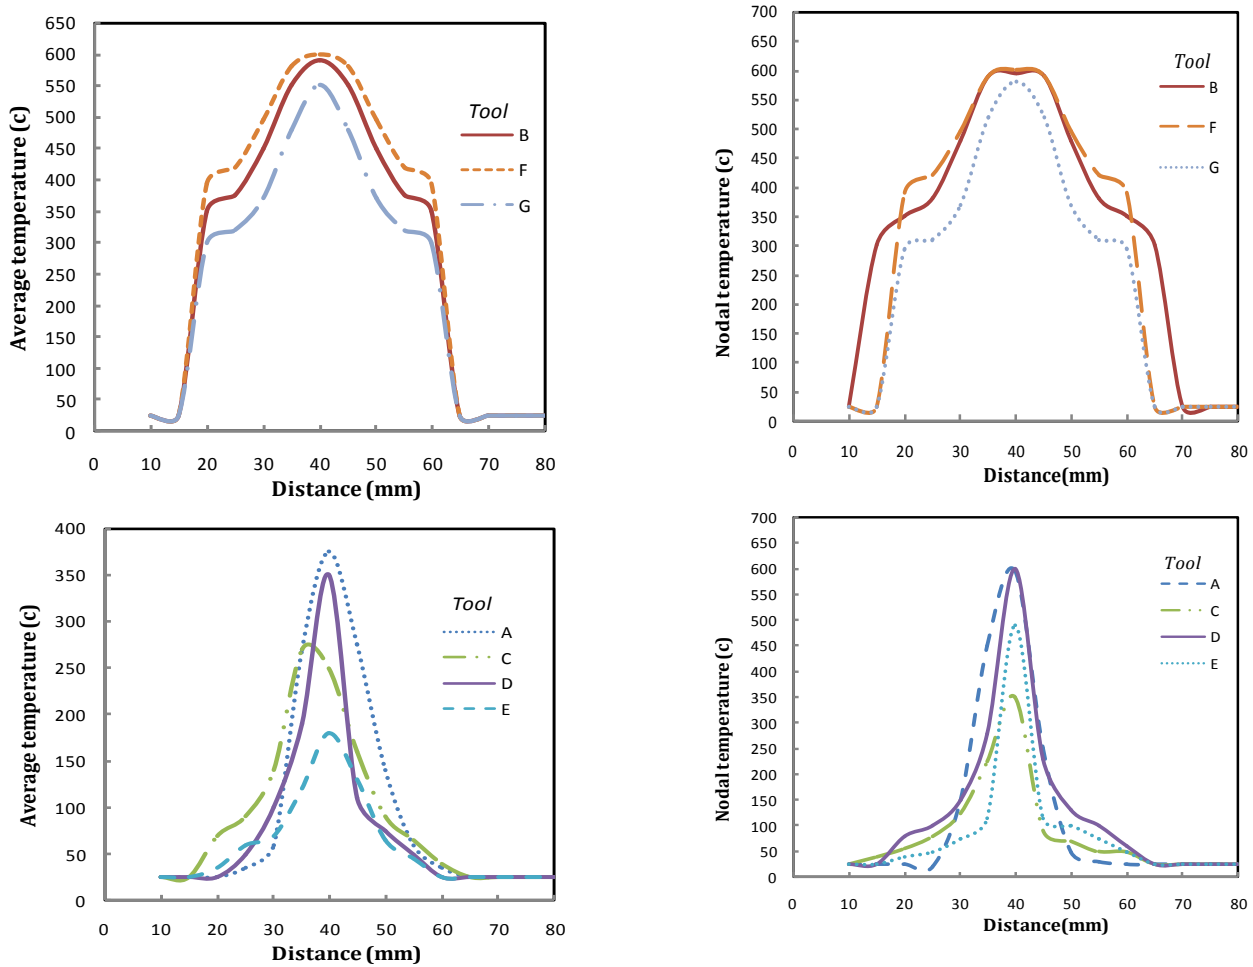 650
600
550
500
450
400
350
300
250
200
150
100
50
0
Average temperature (c)
Tool
B
F
G
0 10 20 30 40 50 60 70 80
Distance (mm)
700
650
600
550
500
450
400
350
300
250
200
150
100
50
0
Nodal temperature (c)
Tool
B
F
G
0 10 20 30 40 50 60 70 80
Distance(mm)
400
350
300
250
200
150
100
50
0
Average temperature (c)
Tool
A
C
D
E
0 10 20 30 40 50 60 70 80
Distance (mm)
700
650
600
550
500
450
400
350
300
250
200
150
100
50
0
Nodal temperature (c)
Tool
A
C
D
E
0 10 20 30 40 50 60 70 80
Distance(mm)